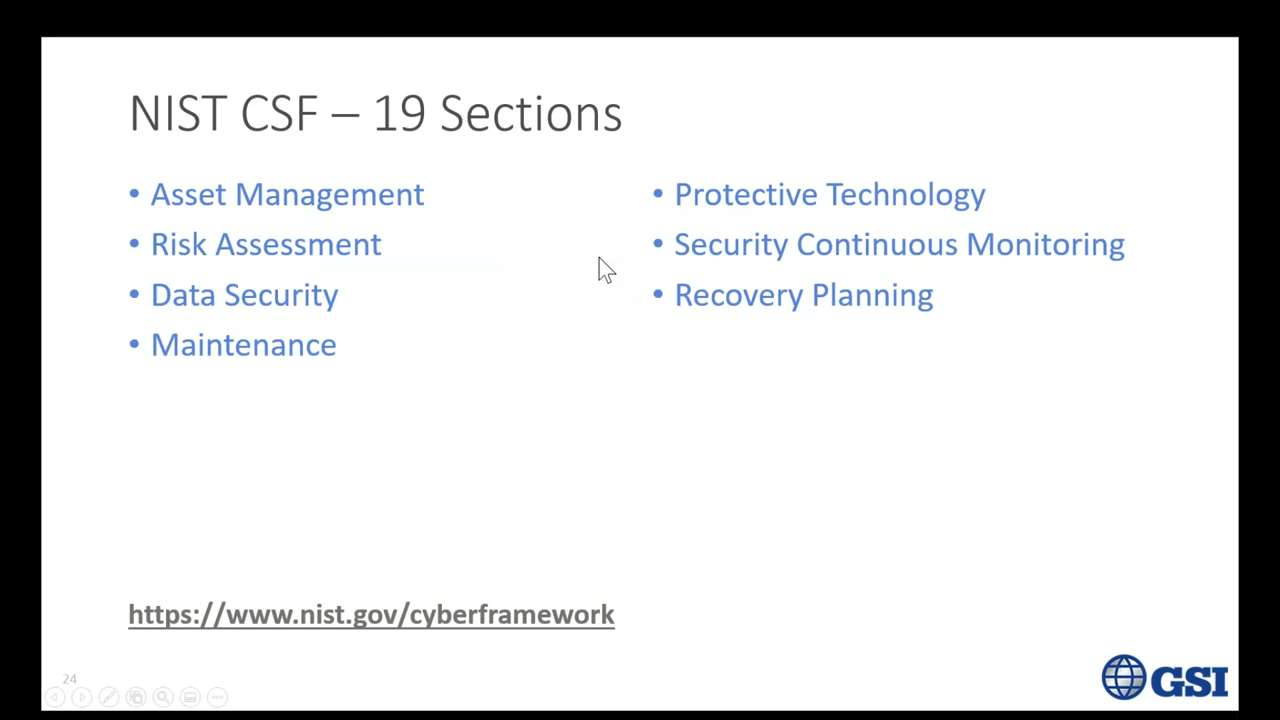 NIST CSF – 19 Sections
• Asset Management
• Risk Assessment
• Data Security
• Maintenance
• Protective Technology
• Security Continuous Monitoring
• Recovery Planning
https://www.nist.gov/cyberframework
24
GSI